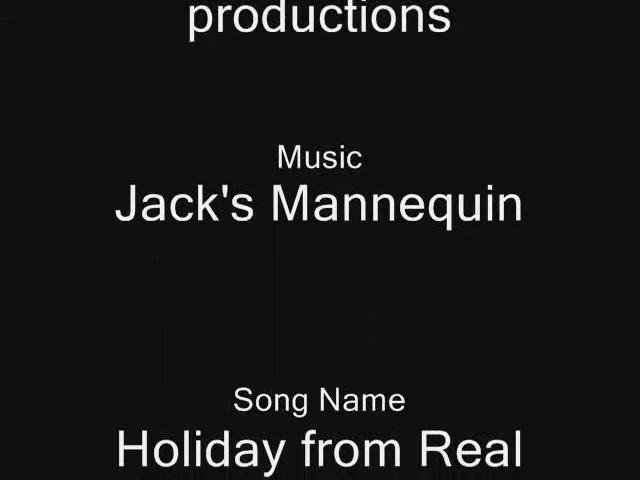 productions
Music
Jack's Mannequin
Song Name
Holiday from Real